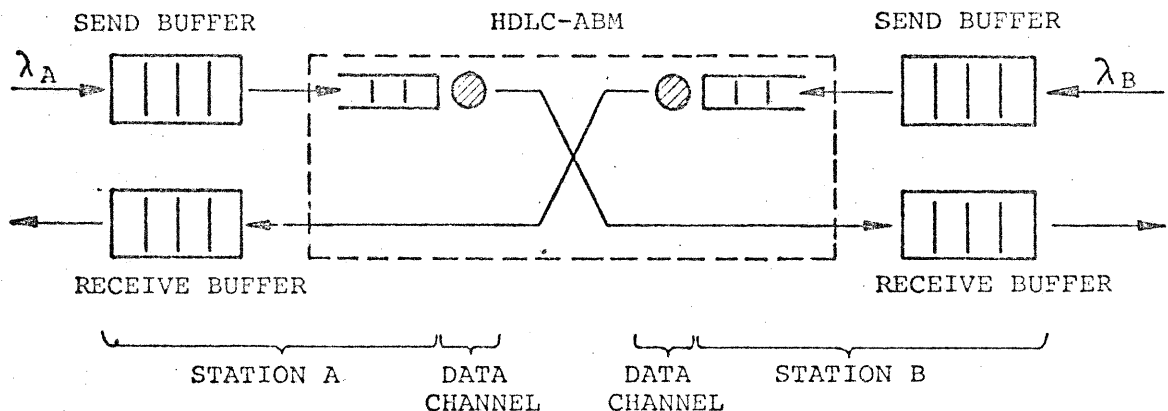 SEND BUFFER
HDLC-ABM
SEND BUFFER
λA
λB
RECEIVE BUFFER
RECEIVE BUFFER
STATION A
DATA
CHANNEL
DATA
CHANNEL
STATION B